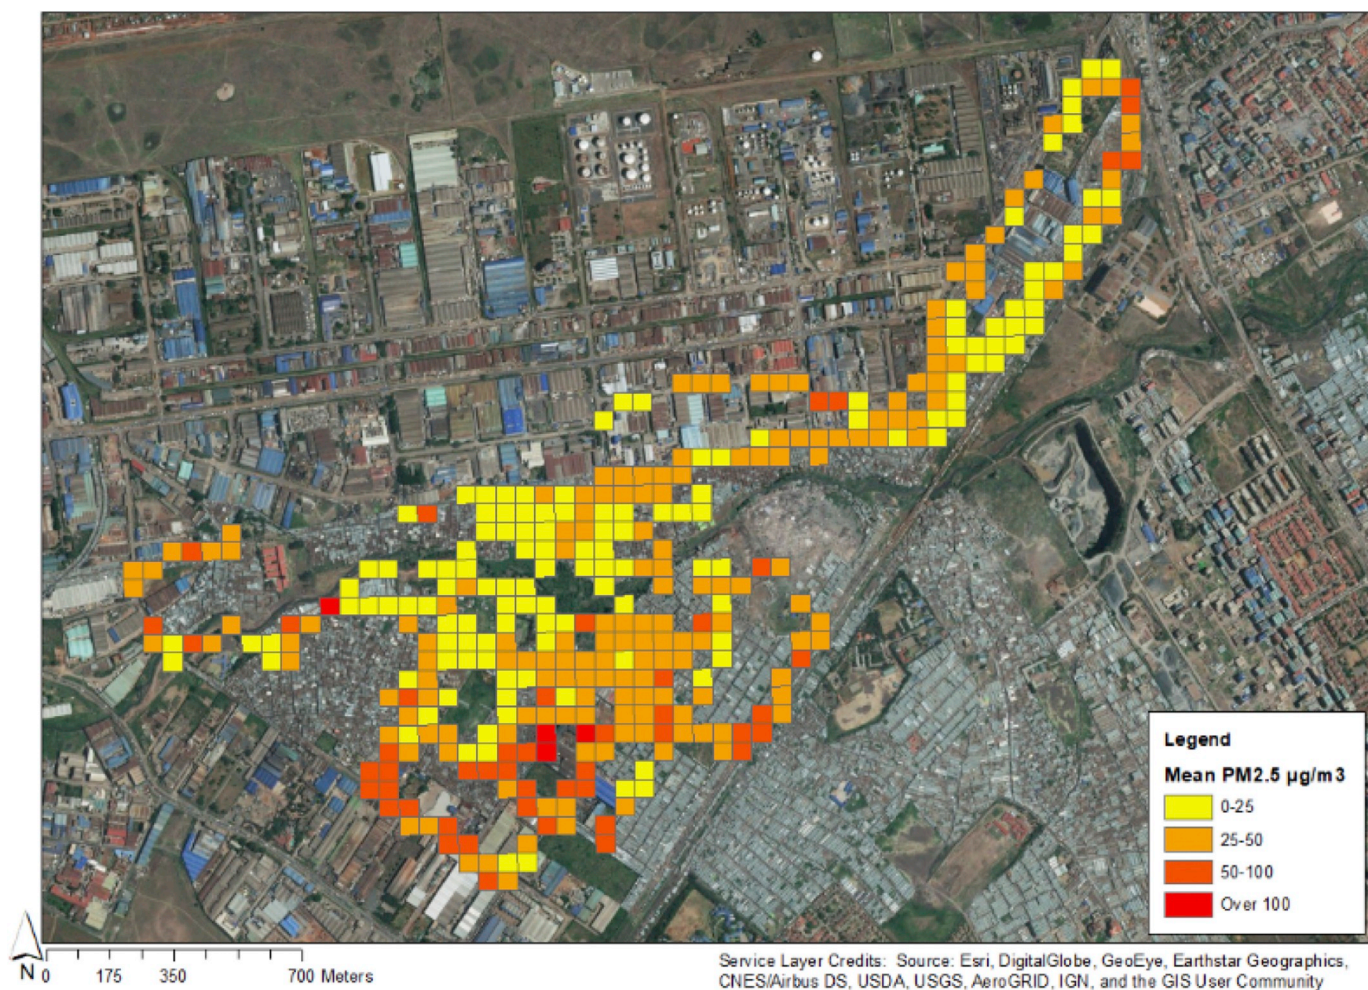 Legend
Mean PM2.5 µg/m3
0-25
25-50
50-100
Over 100
N
0 175 350 700 Meters
Service Layer Credits: Source: Esri, DigitalGlobe, GeoEye, Earthstar Geographics,
CNES/Airbus DS, USDA, USGS, AeroGRID, IGN, and the GIS User Community